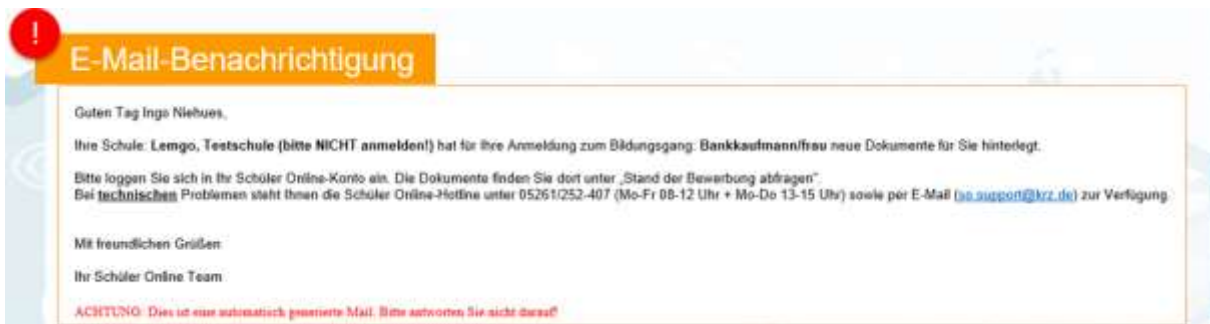 !
E-Mail-Benachrichtigung
Guten Tag Ingo Niehues,
Ihre Schule: Lemgo, Testschule (bitte NICHT anmelden!) hat für Ihre Anmeldung zum Bildungsgang: Bankkaufmann/frau neue Dokumente für Sie hinterlegt.
Bitte loggen Sie sich in Ihr Schüler Online-Konto ein. Die Dokumente finden Sie dort unter „Stand der Bewerbung abfragen“.
Bei technischen Problemen steht Ihnen die Schüler Online-Hotline unter 05261/252-407 (Mo-Fr 08-12 Uhr + Mo-Do 13-15 Uhr) sowie per E-Mail (so.support@krz.de) zur Verfügung.
Mit freundlichen Grüßen
Ihr Schüler Online Team
ACHTUNG: Dies ist eine automatisch generierte Mail. Bitte antworten Sie nicht darauf!